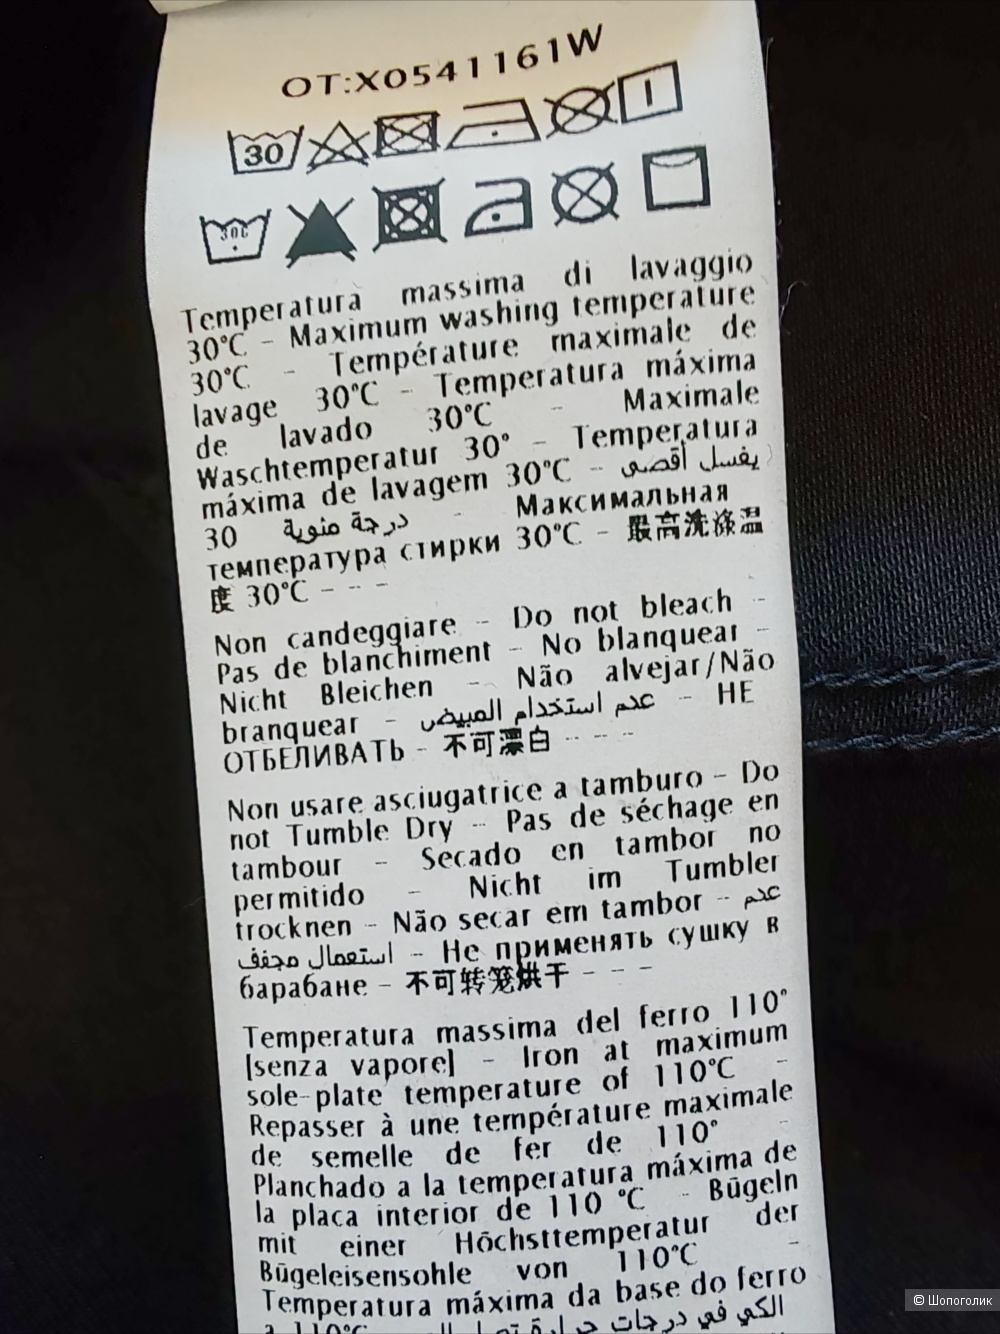 OT:X0541161W
30
30C
Temperatura massima di lavaggio
30°C - Maximum washing temperature
30°C - Température maximale de
lavage 30°C - Temperatura máxima
de lavado 30°C - Maximale
Waschtemperatur 30° - Temperatura
máxima de lavagem 30°C - يفسل أقصى
30 درجة مئوية - Максимальная
температура стирки 30°C - 最高洗涤温
度 30°C - - -
Non candeggiare - Do not bleach -
Pas de blanchiment - No blanquear -
Nicht Bleichen - Não alvejar/Não
branquear - عدم استخدام المبيض - НЕ
ОТБЕЛИВАТЬ - 不可漂白 - - -
Non usare asciugatrice a tamburo - Do
not Tumble Dry - Pas de séchage en
tambour - Secado en tambor no
permitido - Nicht im Tumbler
trocknen - Não secar em tambor - عدم
استعمال مجفف - Не применять сушку в
барабане - 不可转笼烘干 - - -
Temperatura massima del ferro 110°
[senza vapore] - Iron at maximum
sole-plate temperature of 110°C -
Repasser à une température maximale
de semelle de fer de 110° -
Planchado a la temperatura máxima de
la placa interior de 110 °C - Bügeln
mit einer Höchsttemperatur der
Bügeleisensohle von 110°C -
Temperatura máxima da base do ferro
a 110°C الكي في درجات حرارة
© Шопоголик